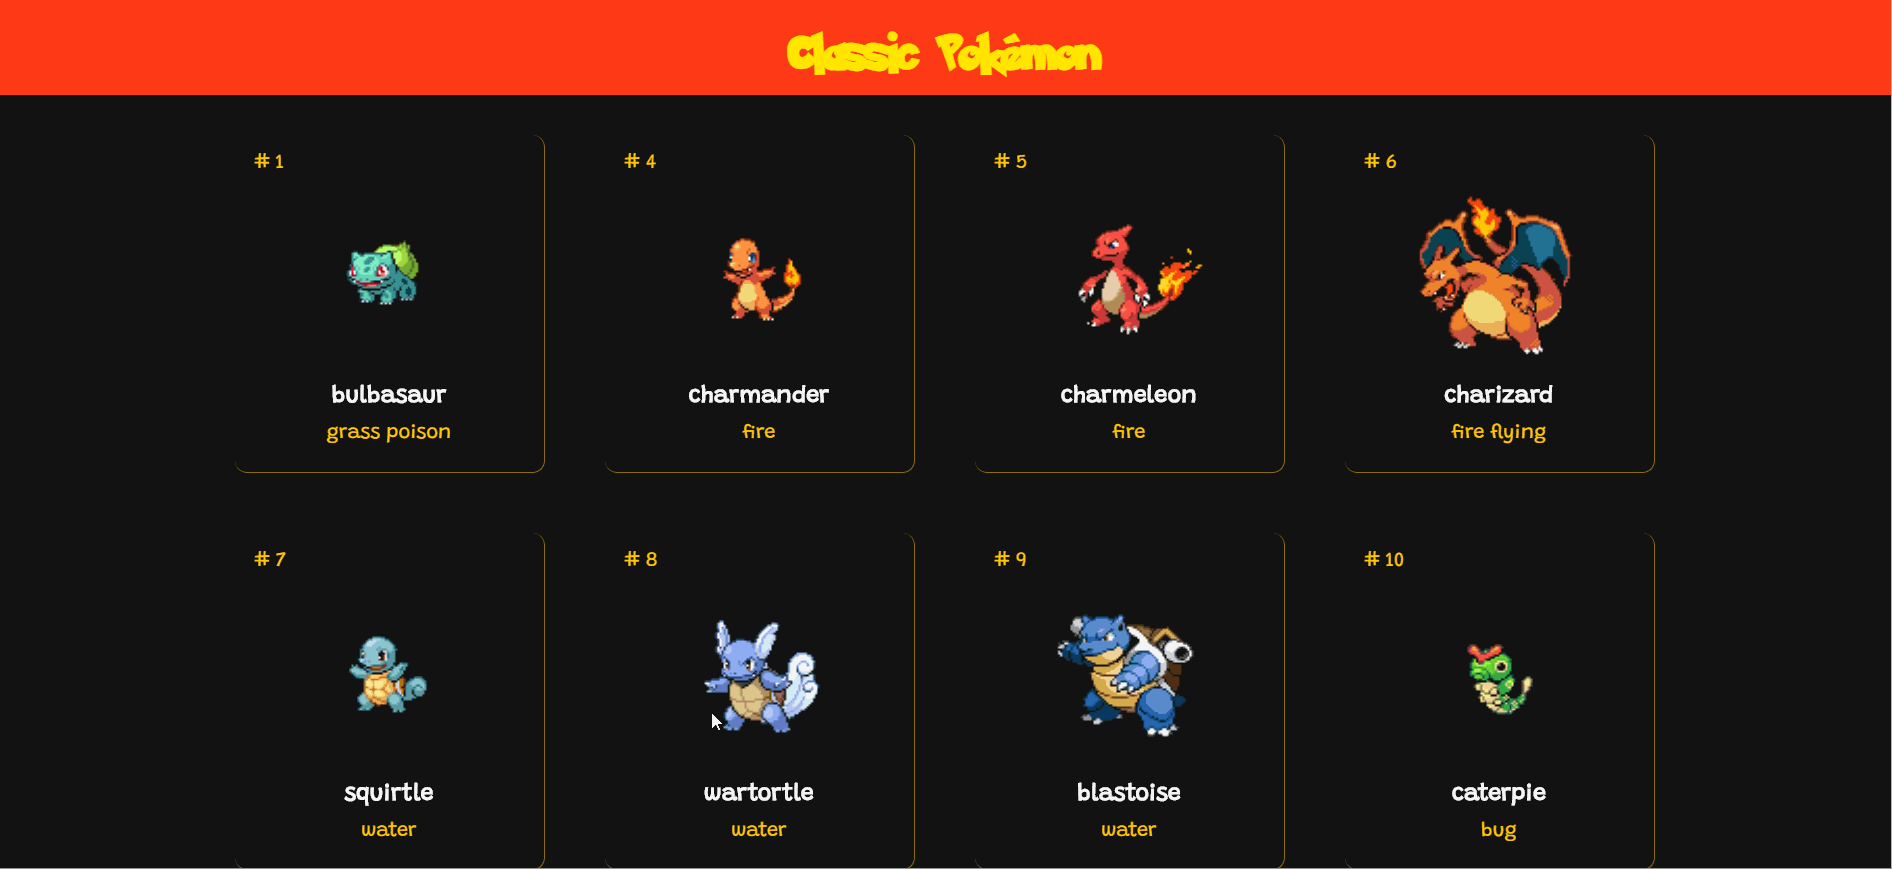 Classic Pokémon
# 1
bulbasaur
grass poison
# 4
charmander
fire
# 5
charmeleon
fire
# 6
charizard
fire flying
# 7
squirtle
water
# 8
wartortle
water
# 9
blastoise
water
# 10
caterpie
bug